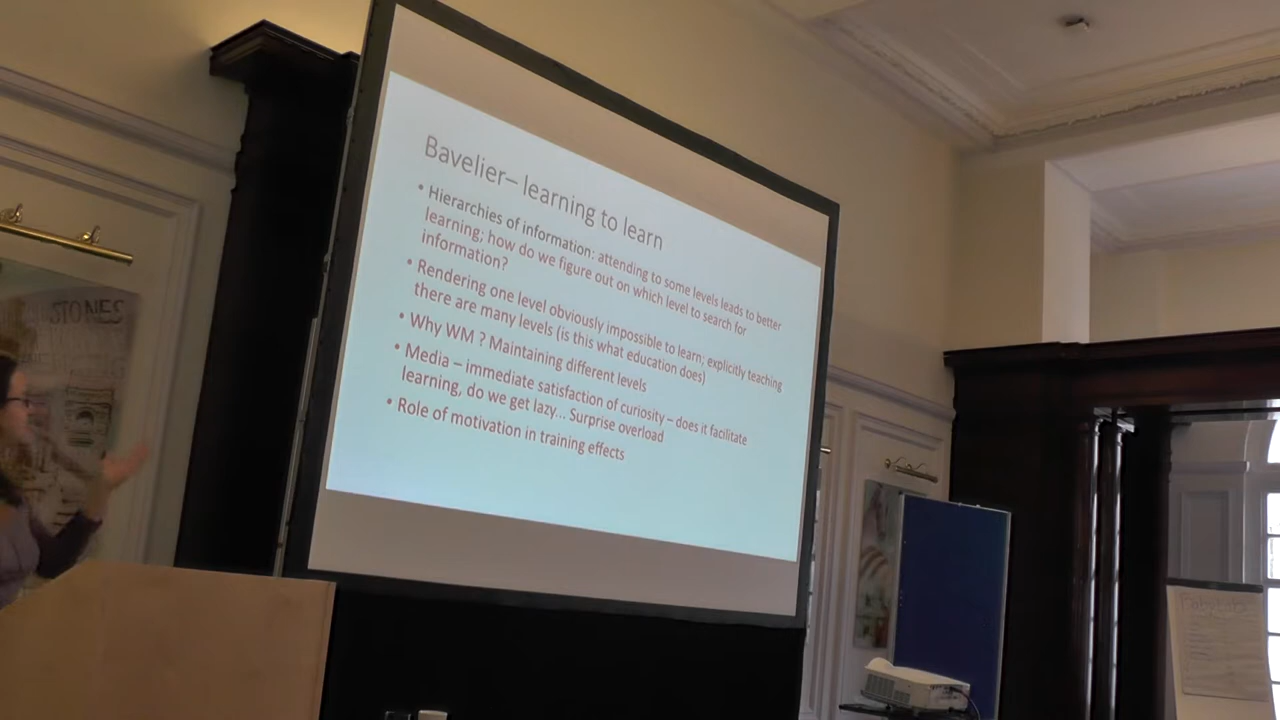 Bavelier– learning to learn
• Hierarchies of information: attending to some levels leads to better
learning; how do we figure out on which level to search for
information?
• Rendering one level obviously impossible to learn; explicitly teaching
there are many levels (is this what education does)
• Why WM ? Maintaining different levels
• Media – immediate satisfaction of curiosity – does it facilitate
learning, do we get lazy... Surprise overload
• Role of motivation in training effects
STONES